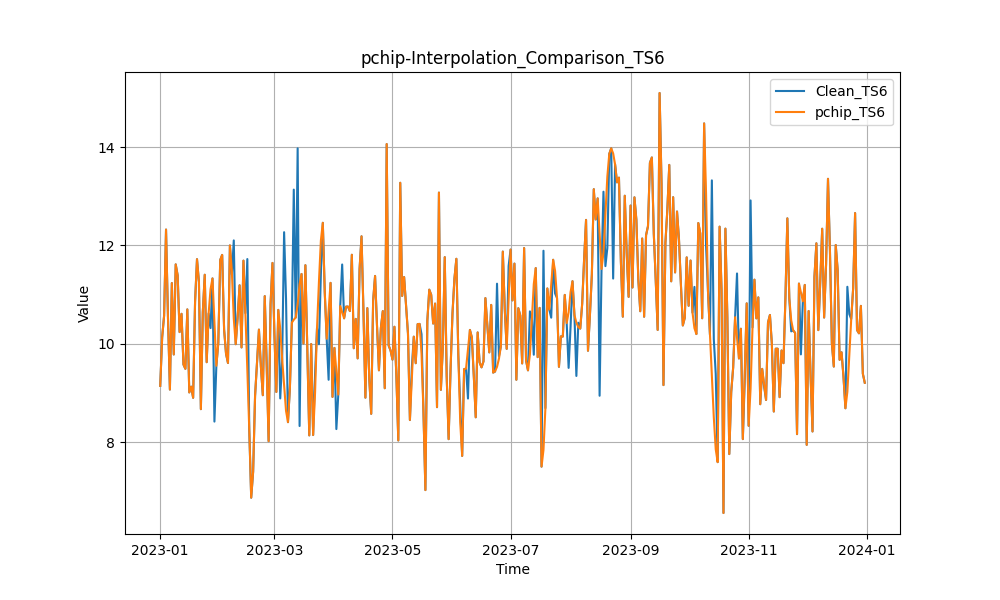 pchip-Interpolation_Comparison_TS6
Clean_TS6
pchip_TS6
14
12
10
8
Value
2023-01
2023-03
2023-05
2023-07
2023-09
2023-11
2024-01
Time